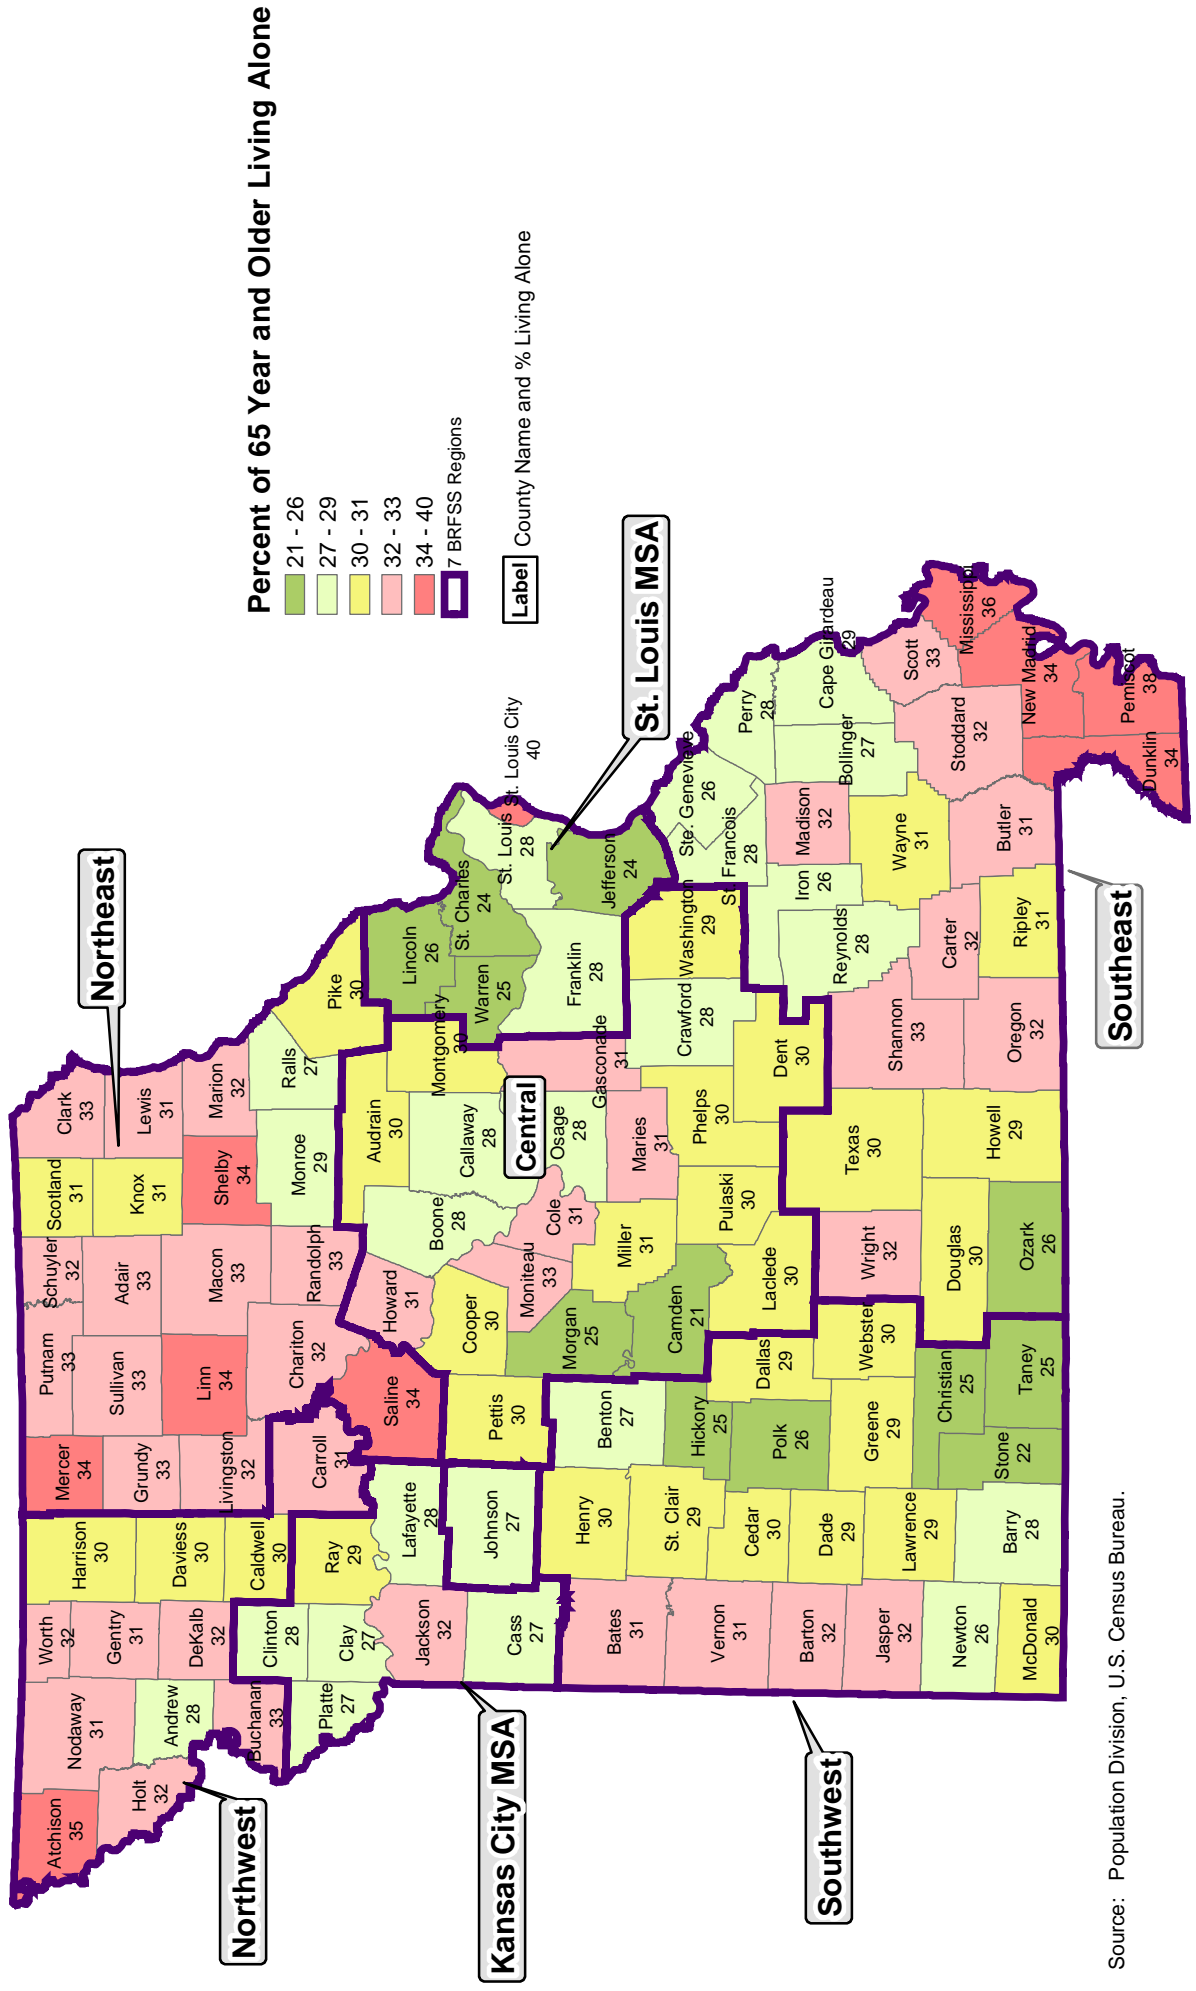 Percent of 65 Year and Older Living Alone
21 - 26
27 - 29
30 - 31
32 - 33
34 - 40
7 BRFSS Regions
Label
County Name and % Living Alone
Northwest
Northeast
Kansas City MSA
Central
St. Louis MSA
Southwest
Southeast
Atchison
35
Nodaway
31
Worth
32
Harrison
30
Mercer
34
Putnam
33
Schuyler
32
Scotland
31
Clark
33
Holt
32
Andrew
28
Gentry
31
Daviess
30
Grundy
33
Sullivan
33
Adair
33
Knox
31
Lewis
31
Buchanan
33
DeKalb
32
Caldwell
30
Livingston
32
Linn
34
Macon
33
Shelby
34
Marion
32
Platte
27
Clinton
28
Clay
27
Ray
29
Carroll
31
Chariton
32
Randolph
33
Monroe
29
Ralls
27
Pike
30
Jackson
32
Lafayette
28
Saline
34
Howard
31
Boone
28
Audrain
30
Callaway
28
Montgomery
30
Lincoln
26
Warren
25
St. Charles
24
St. Louis
28
St. Louis City
40
Cass
27
Johnson
27
Pettis
30
Cooper
30
Moniteau
33
Cole
31
Osage
28
Gasconade
31
Franklin
28
Jefferson
24
Bates
31
Henry
30
Benton
27
Morgan
25
Miller
31
Maries
31
Crawford
28
Washington
29
St. Francois
28
Ste. Genevieve
26
Perry
28
Vernon
31
St. Clair
29
Hickory
25
Camden
21
Pulaski
30
Phelps
30
Dent
30
Iron
26
Madison
32
Bollinger
27
Cape Girardeau
29
Barton
32
Cedar
30
Dade
29
Polk
26
Dallas
29
Laclede
30
Texas
30
Reynolds
28
Wayne
31
Scott
33
Jasper
32
Lawrence
29
Greene
29
Webster
30
Wright
32
Shannon
33
Carter
32
Stoddard
32
Mississippi
36
Newton
26
Barry
28
Christian
25
Douglas
30
Howell
29
Oregon
32
Ripley
31
Butler
31
New Madrid
34
McDonald
30
Stone
22
Taney
25
Ozark
26
Dunklin
34
Pemiscot
38
Source: Population Division, U.S. Census Bureau.